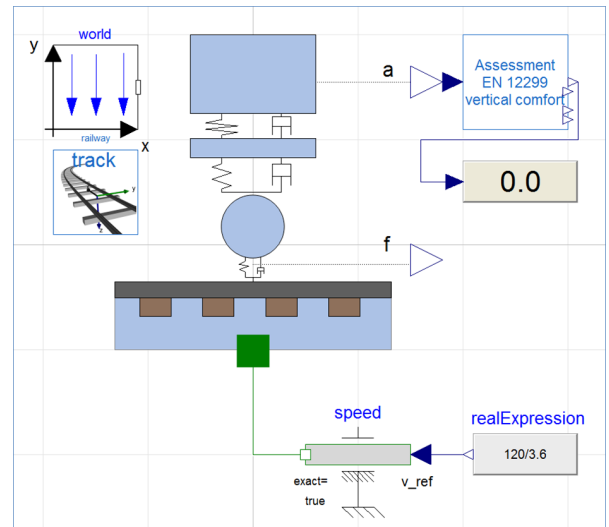 world
y
x
railway
track
y
z
a
Assessment
EN 12299
vertical comfort
0.0
f
speed
realExpression
120/3.6
exact=
true
v_ref